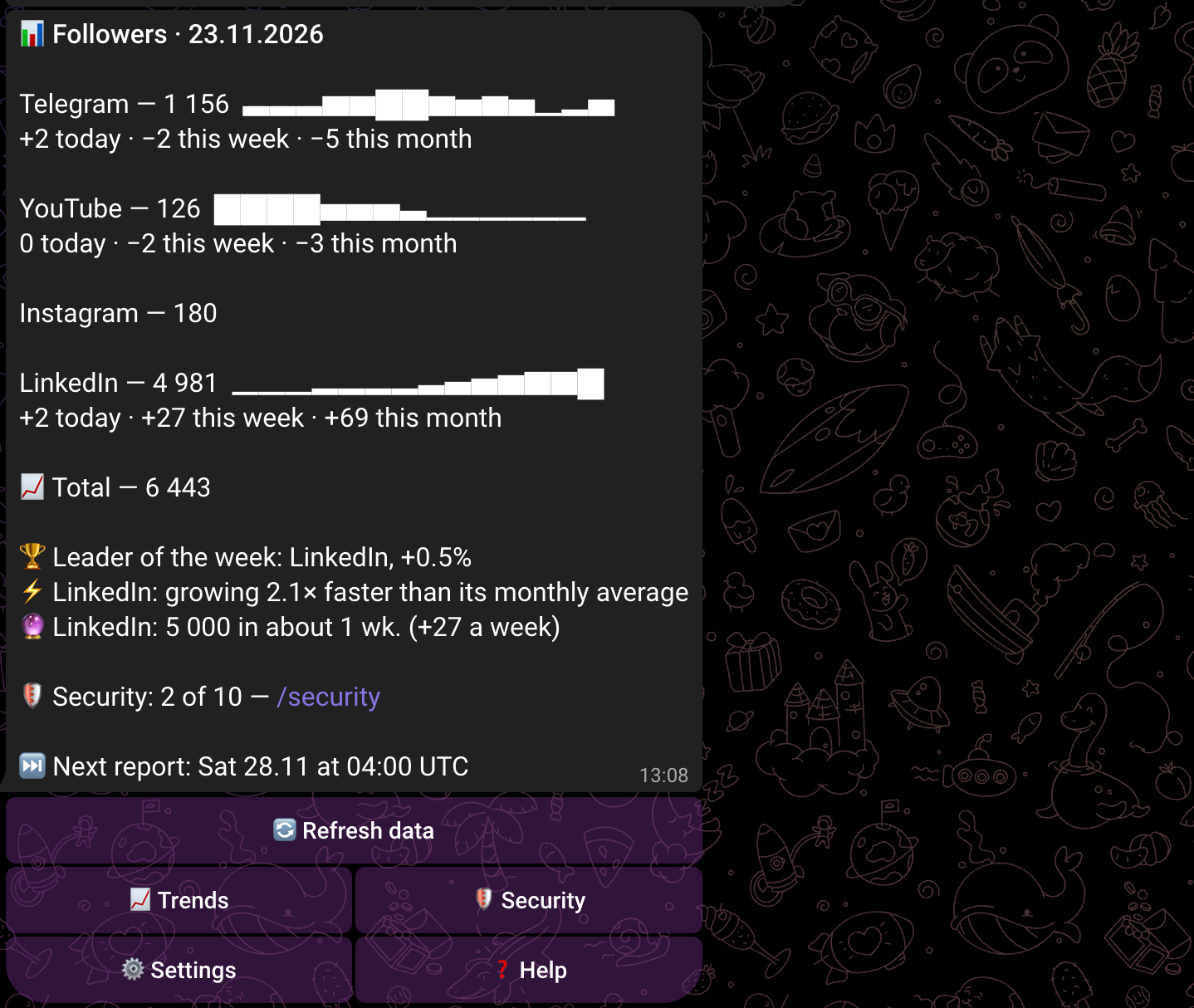 📊 Followers · 23.11.2026
Telegram — 1 156
+2 today · −2 this week · −5 this month
YouTube — 126
0 today · −2 this week · −3 this month
Instagram — 180
LinkedIn — 4 981
+2 today · +27 this week · +69 this month
📈 Total — 6 443
🏆 Leader of the week: LinkedIn, +0.5%
⚡ LinkedIn: growing 2.1× faster than its monthly average
🔮 LinkedIn: 5 000 in about 1 wk. (+27 a week)
🛡 Security: 2 of 10 — /security
⏭ Next report: Sat 28.11 at 04:00 UTC
13:08
🔄 Refresh data
📈 Trends
🛡 Security
⚙ Settings
❓ Help